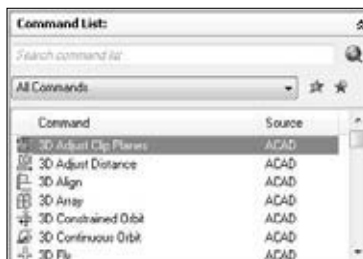 Command List:
Search command list
All Commands
Command Source
3D Adjust Clip Planes ACAD
3D Adjust Distance ACAD
3D Align ACAD
3D Array ACAD
3D Constrained Orbit ACAD
3D Continuous Orbit ACAD
3D Fly ACAD